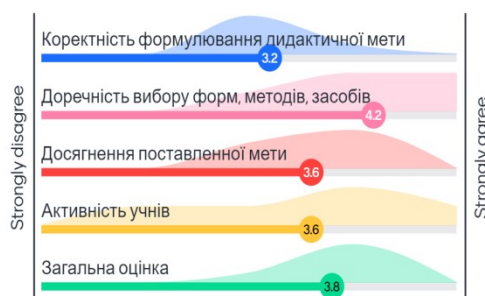 Strongly disagree
Коректність формулювання дидактичної мети
3.2
Доречність вибору форм, методів, засобів
4.2
Досягнення поставленної мети
3.6
Активність учнів
3.6
Загальна оцінка
3.8
Strongly agree